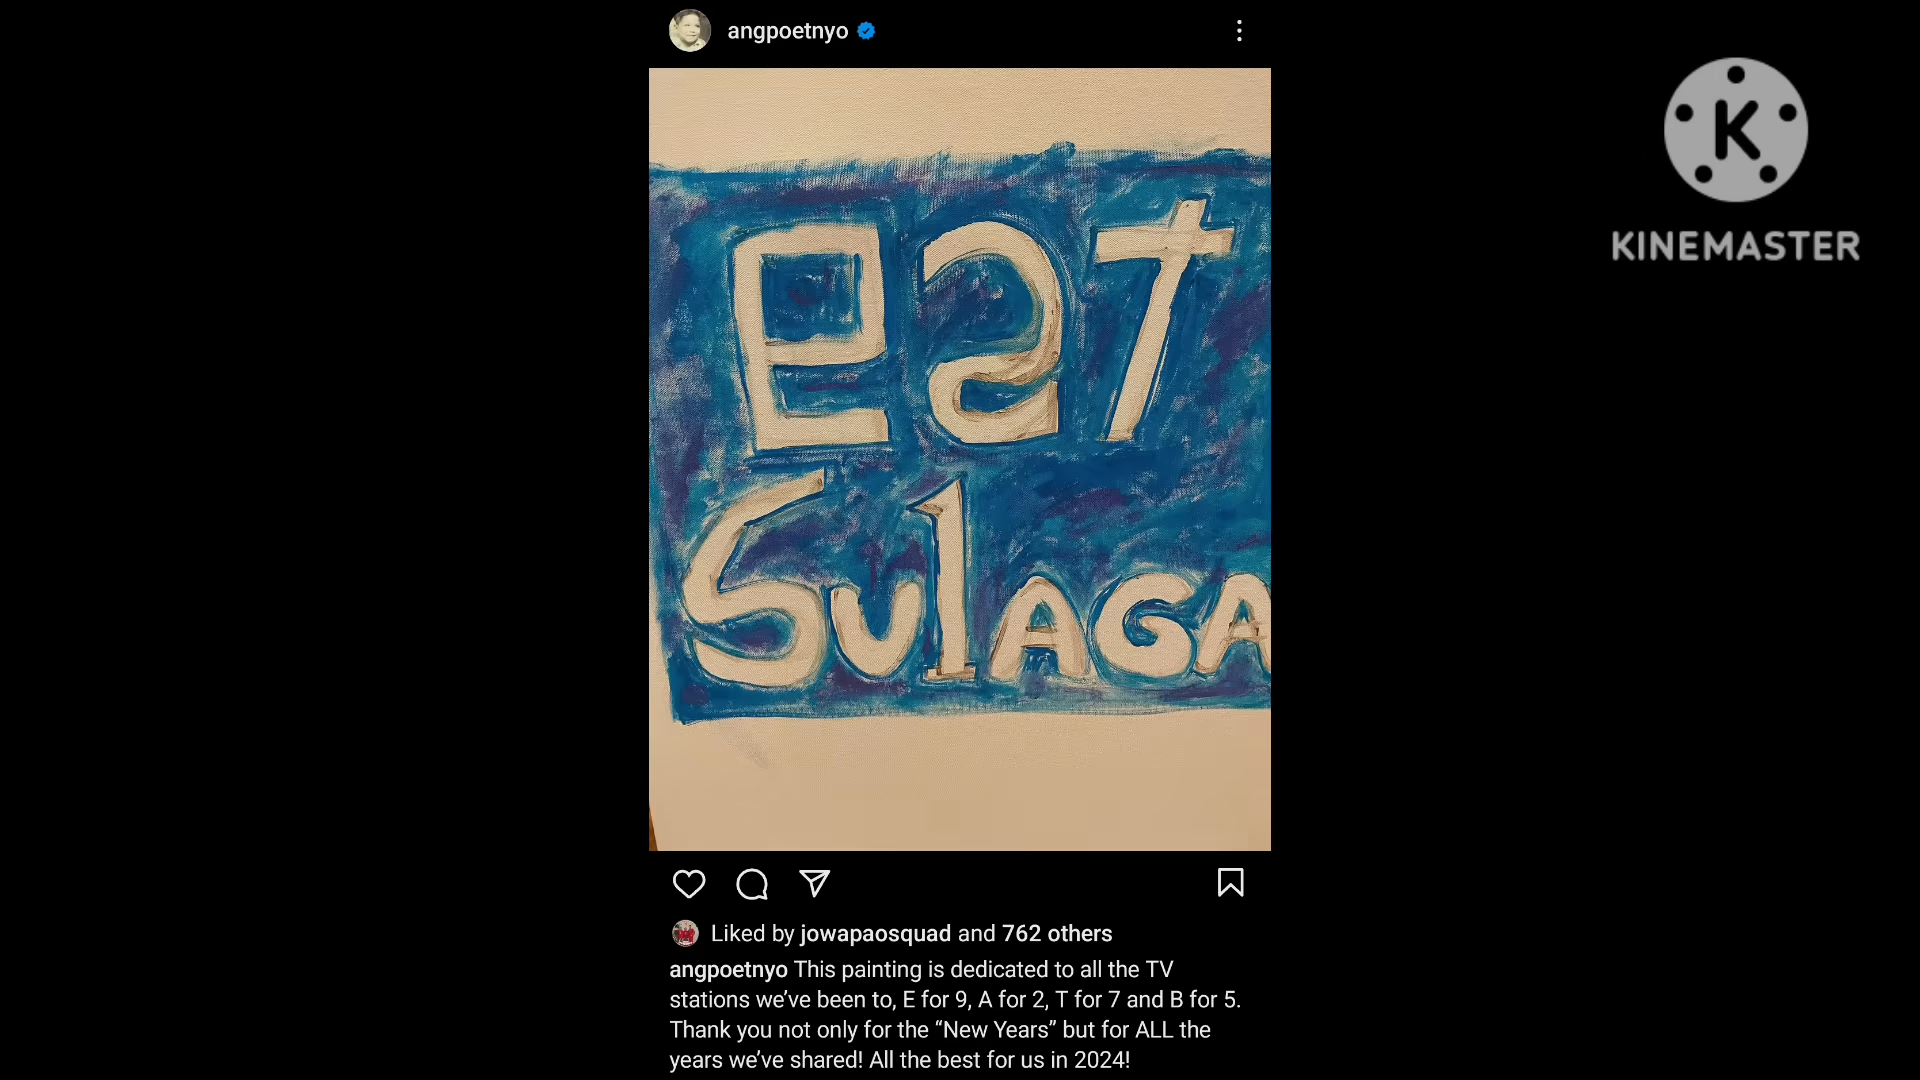 angpoetnyo
K
KINEMASTER
eat
SulAGA
Liked by jowapaosquad and 762 others
angpoetnyo This painting is dedicated to all the TV
stations we’ve been to, E for 9, A for 2, T for 7 and B for 5.
Thank you not only for the “New Years” but for ALL the
years we’ve shared! All the best for us in 2024!